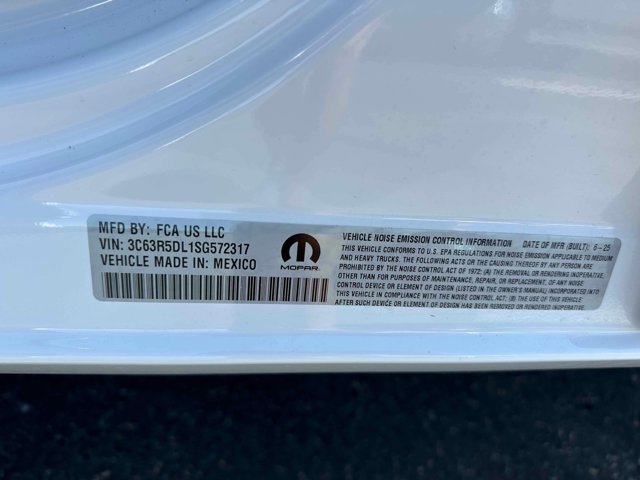 MFD BY: FCA US LLC
VIN: 3C63R5DL1SG572317
VEHICLE MADE IN: MEXICO
MOPAR
VEHICLE NOISE EMISSION CONTROL INFORMATION DATE OF MFR (BUILT): 6-25
THIS VEHICLE CONFORMS TO U.S. EPA REGULATIONS FOR NOISE EMISSION APPLICABLE TO MEDIUM
AND HEAVY TRUCKS. THE FOLLOWING ACTS OR THE CAUSING THEREOF BY ANY PERSON ARE
PROHIBITED BY THE NOISE CONTROL ACT OF 1972: (A) THE REMOVAL OR RENDERING INOPERATIVE,
OTHER THAN FOR PURPOSES OF MAINTENANCE, REPAIR, OR REPLACEMENT, OF ANY NOISE
CONTROL DEVICE OR ELEMENT OF DESIGN (LISTED IN THE OWNER'S MANUAL) INCORPORATED INTO
THIS VEHICLE IN COMPLIANCE WITH THE NOISE CONTROL ACT; (B) THE USE OF THIS VEHICLE
AFTER SUCH DEVICE OR ELEMENT OF DESIGN HAS BEEN REMOVED OR RENDERED INOPERATIVE.